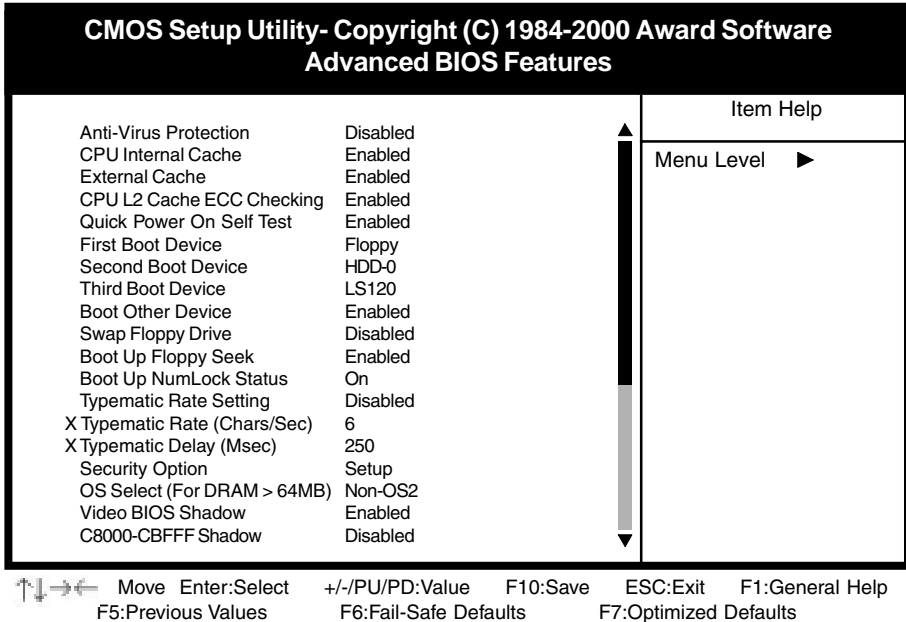 CMOS Setup Utility- Copyright (C) 1984-2000 Award Software
Advanced BIOS Features
Item Help
Menu Level
Anti-Virus Protection Disabled
CPU Internal Cache Enabled
External Cache Enabled
CPU L2 Cache ECC Checking Enabled
Quick Power On Self Test Enabled
First Boot Device Floppy
Second Boot Device HDD-0
Third Boot Device LS120
Boot Other Device Enabled
Swap Floppy Drive Disabled
Boot Up Floppy Seek Enabled
Boot Up NumLock Status On
Typematic Rate Setting Disabled
X Typematic Rate (Chars/Sec) 6
X Typematic Delay (Msec) 250
Security Option Setup
OS Select (For DRAM > 64MB) Non-OS2
Video BIOS Shadow Enabled
C8000-CBFFF Shadow Disabled
↑↓→← Move Enter:Select +/-/PU/PD:Value F10:Save ESC:Exit F1:General Help
F5:Previous Values F6:Fail-Safe Defaults F7:Optimized Defaults